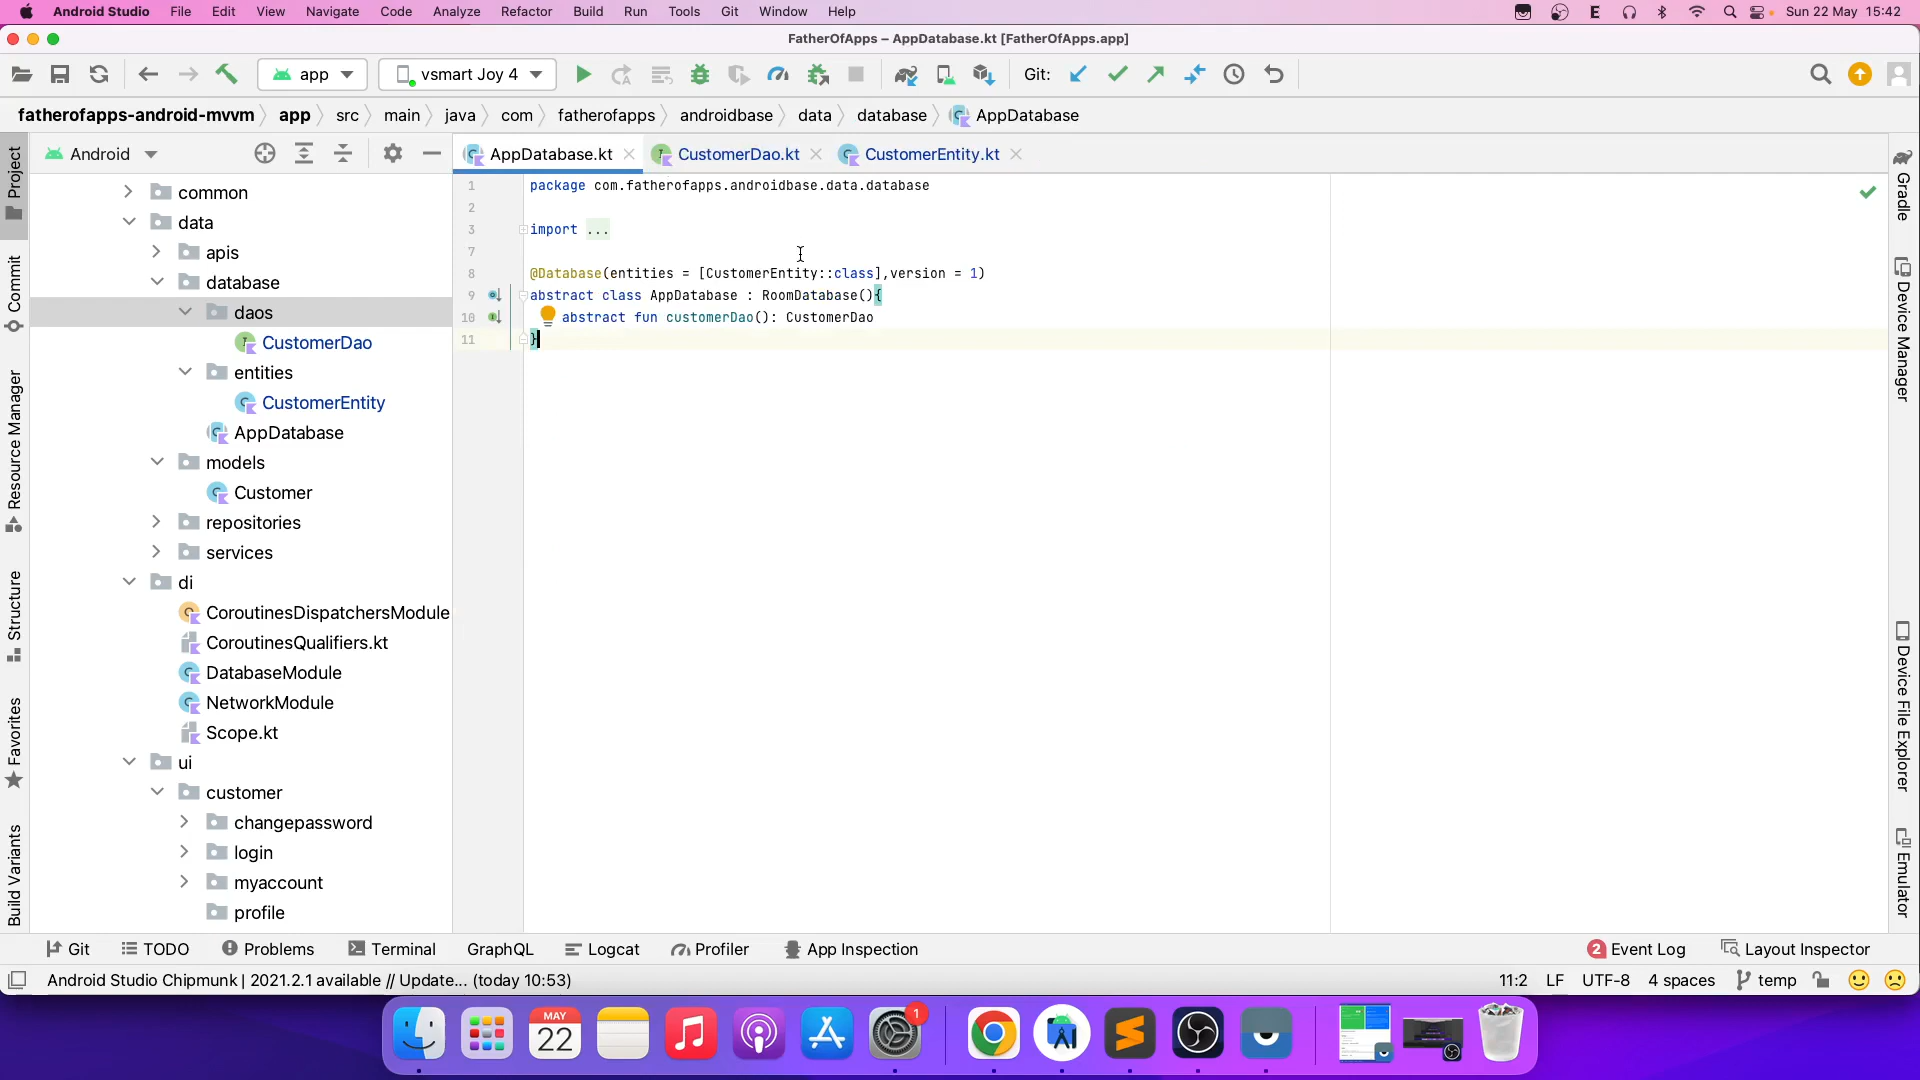 Android Studio File Edit View Navigate Code Analyze Refactor Build Run Tools Git Window Help E Sun 22 May 15:42
FatherOfApps – AppDatabase.kt [FatherOfApps.app]
app vsmart Joy 4 Git:
fatherofapps-android-mvvm app src main java com fatherofapps androidbase data database AppDatabase
Android
AppDatabase.kt CustomerDao.kt CustomerEntity.kt
Project
Commit
Resource Manager
Structure
Favorites
Build Variants
common
data
apis
database
daos
CustomerDao
entities
CustomerEntity
AppDatabase
models
Customer
repositories
services
di
CoroutinesDispatchersModule
CoroutinesQualifiers.kt
DatabaseModule
NetworkModule
Scope.kt
ui
customer
changepassword
login
myaccount
profile
1 package com.fatherofapps.androidbase.data.database
2
3 import ...
7
8 @Database(entities = [CustomerEntity::class],version = 1)
9 abstract class AppDatabase : RoomDatabase(){
10 abstract fun customerDao(): CustomerDao
11 }
Gradle
Device Manager
Device File Explorer
Emulator
Git TODO Problems Terminal GraphQL Logcat Profiler App Inspection 2 Event Log Layout Inspector
Android Studio Chipmunk | 2021.2.1 available // Update... (today 10:53) 11:2 LF UTF-8 4 spaces temp
MAY
22
1